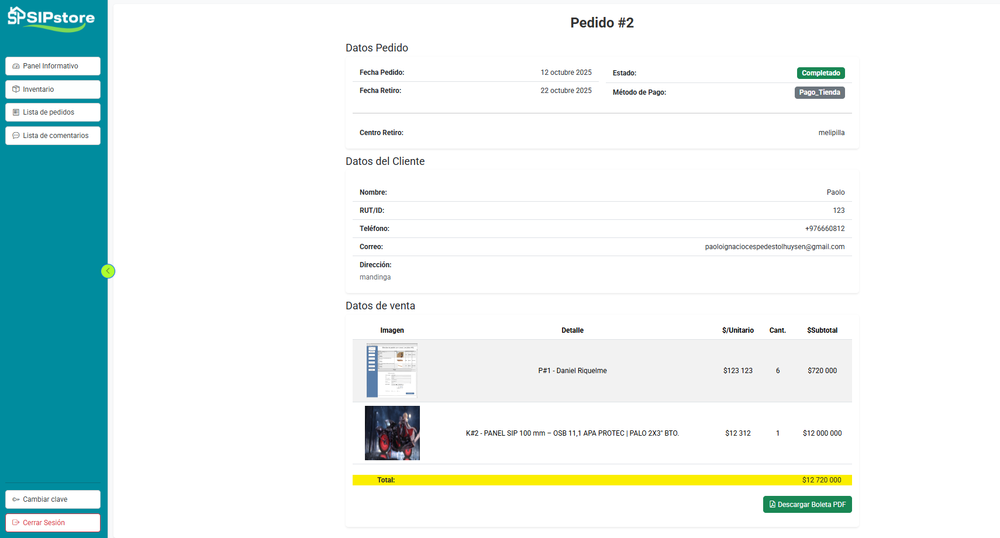 SIPstore
Panel Informativo
Inventario
Lista de pedidos
Lista de comentarios
Cambiar clave
Cerrar Sesión
Pedido #2
Datos Pedido
Fecha Pedido: 12 octubre 2025
Estado: Completado
Fecha Retiro: 22 octubre 2025
Método de Pago: Pago_Tienda
Centro Retiro: melipilla
Datos del Cliente
Nombre: Paolo
RUT/ID: 123
Teléfono: +976660812
Correo: paoloignaciocespedestolhuysen@gmail.com
Dirección:
mandinga
Datos de venta
Imagen Detalle $/Unitario Cant. $Subtotal
P#1 - Daniel Riquelme $123 123 6 $720 000
K#2 - PANEL SIP 100 mm – OSB 11,1 APA PROTEC | PALO 2X3" BTO. $12 312 1 $12 000 000
Total: $12 720 000
Descargar Boleta PDF